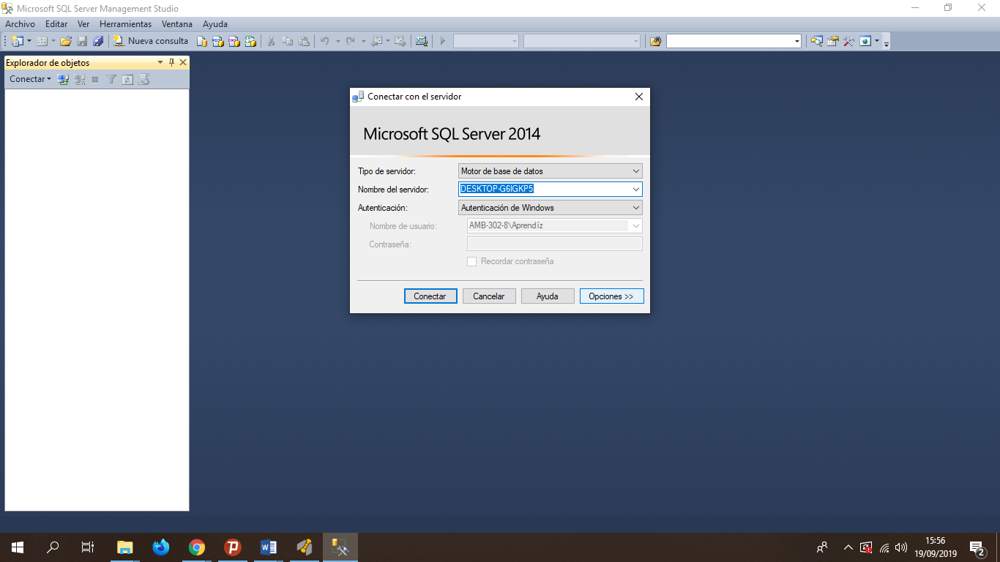 Microsoft SQL Server Management Studio
Archivo Editar Ver Herramientas Ventana Ayuda
Nueva consulta
Explorador de objetos
Conectar
Conectar con el servidor
Microsoft SQL Server 2014
Tipo de servidor: Motor de base de datos
Nombre del servidor: DESKTOP-G6IGKP5
Autenticación: Autenticación de Windows
Nombre de usuario: AMB-302-8\Aprendíz
Contraseña:
Recordar contraseña
Conectar Cancelar Ayuda Opciones >>
15:56
19/09/2019
2